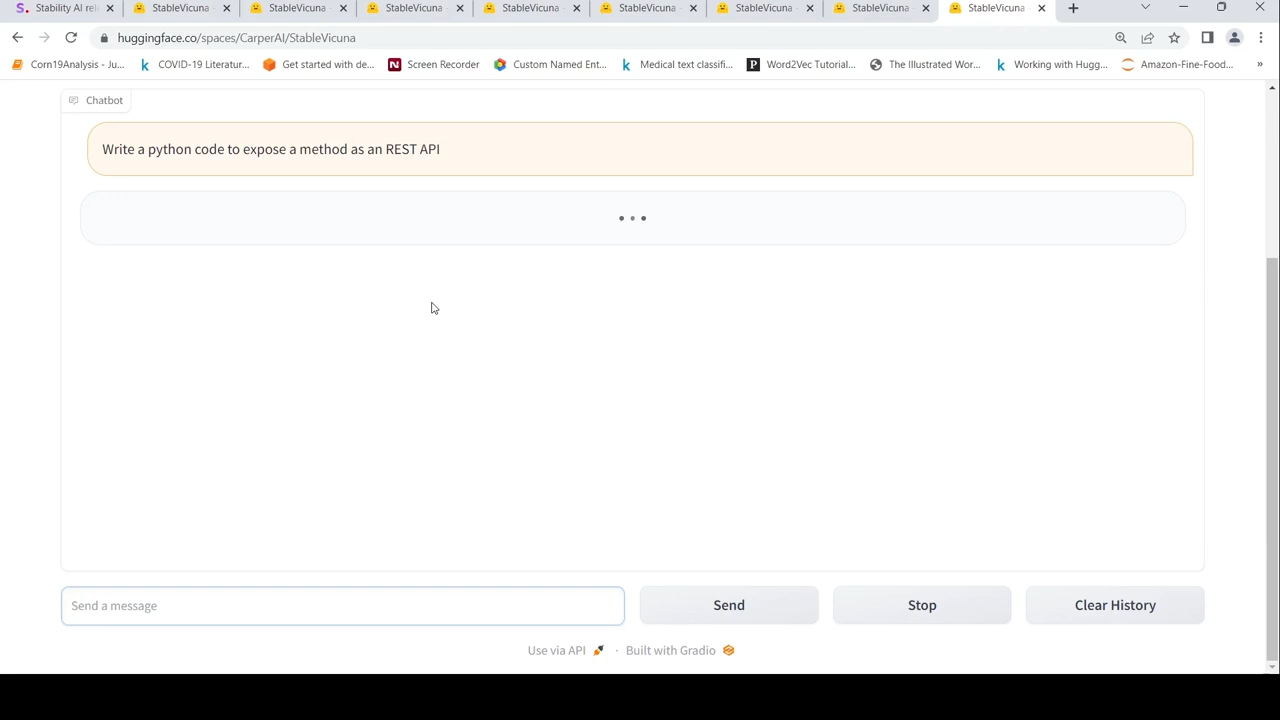 Stability AI rel
StableVicuna -
StableVicuna -
StableVicuna -
StableVicuna -
StableVicuna -
StableVicuna -
StableVicuna -
StableVicuna -
huggingface.co/spaces/CarperAI/StableVicuna
Corn19Analysis - Ju...
COVID-19 Literatur...
Get started with de...
Screen Recorder
Custom Named Ent...
Medical text classifi...
Word2Vec Tutorial...
The Illustrated Wor...
Working with Hugg...
Amazon-Fine-Food...
»
Chatbot
Write a python code to expose a method as an REST API
Send a message
Send
Stop
Clear History
Use via API · Built with Gradio